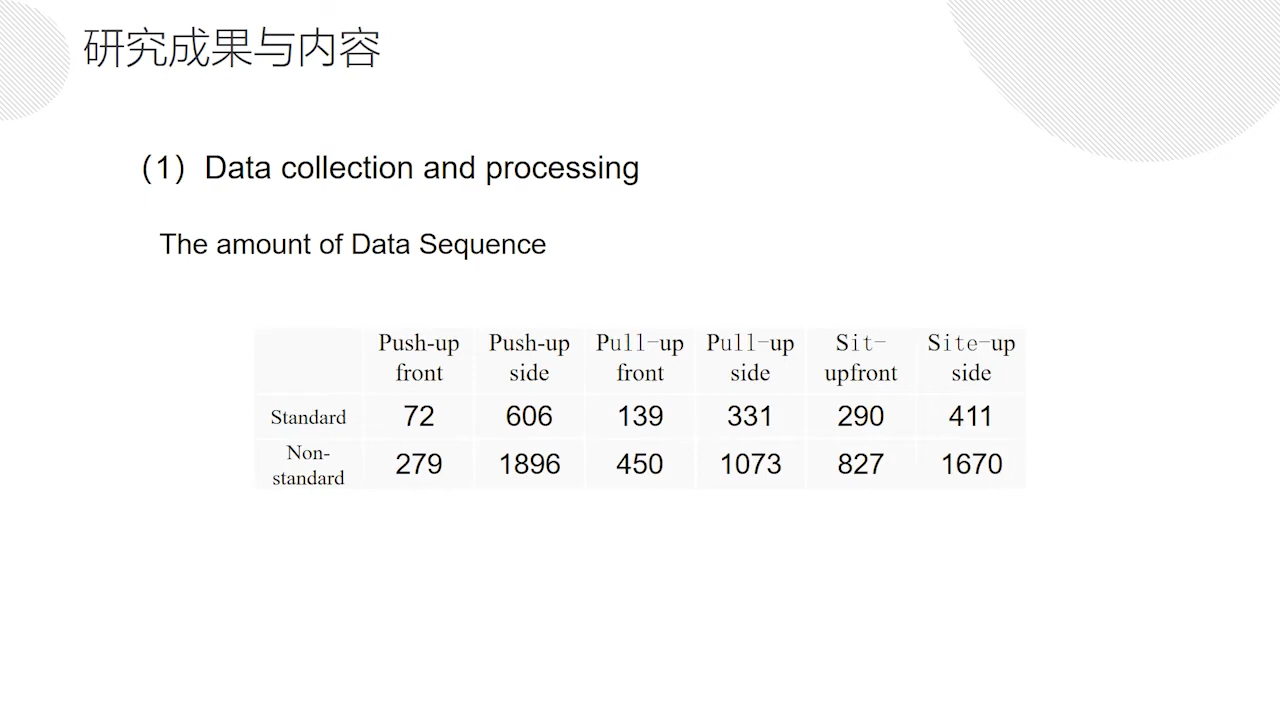 研究成果与内容
（1）Data collection and processing
The amount of Data Sequence
Push-up front Push-up side Pull-up front Pull-up side Sit-upfront Site-up side
Standard 72 606 139 331 290 411
Non-standard 279 1896 450 1073 827 1670